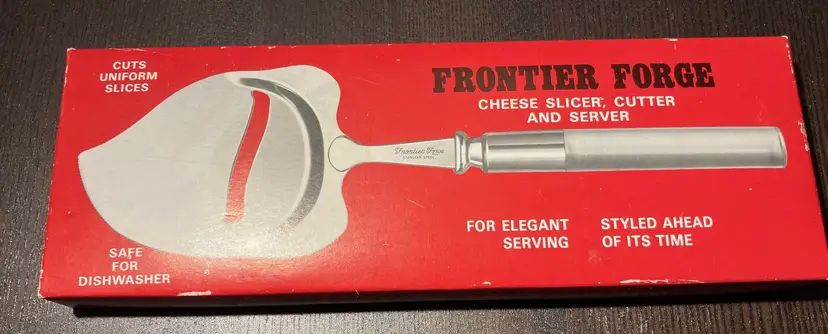 CUTS
UNIFORM
SLICES
FRONTIER FORGE
CHEESE SLICER, CUTTER
AND SERVER
Frontier Forge
STAINLESS STEEL
FOR ELEGANT
SERVING
STYLED AHEAD
OF ITS TIME
SAFE
FOR
DISHWASHER